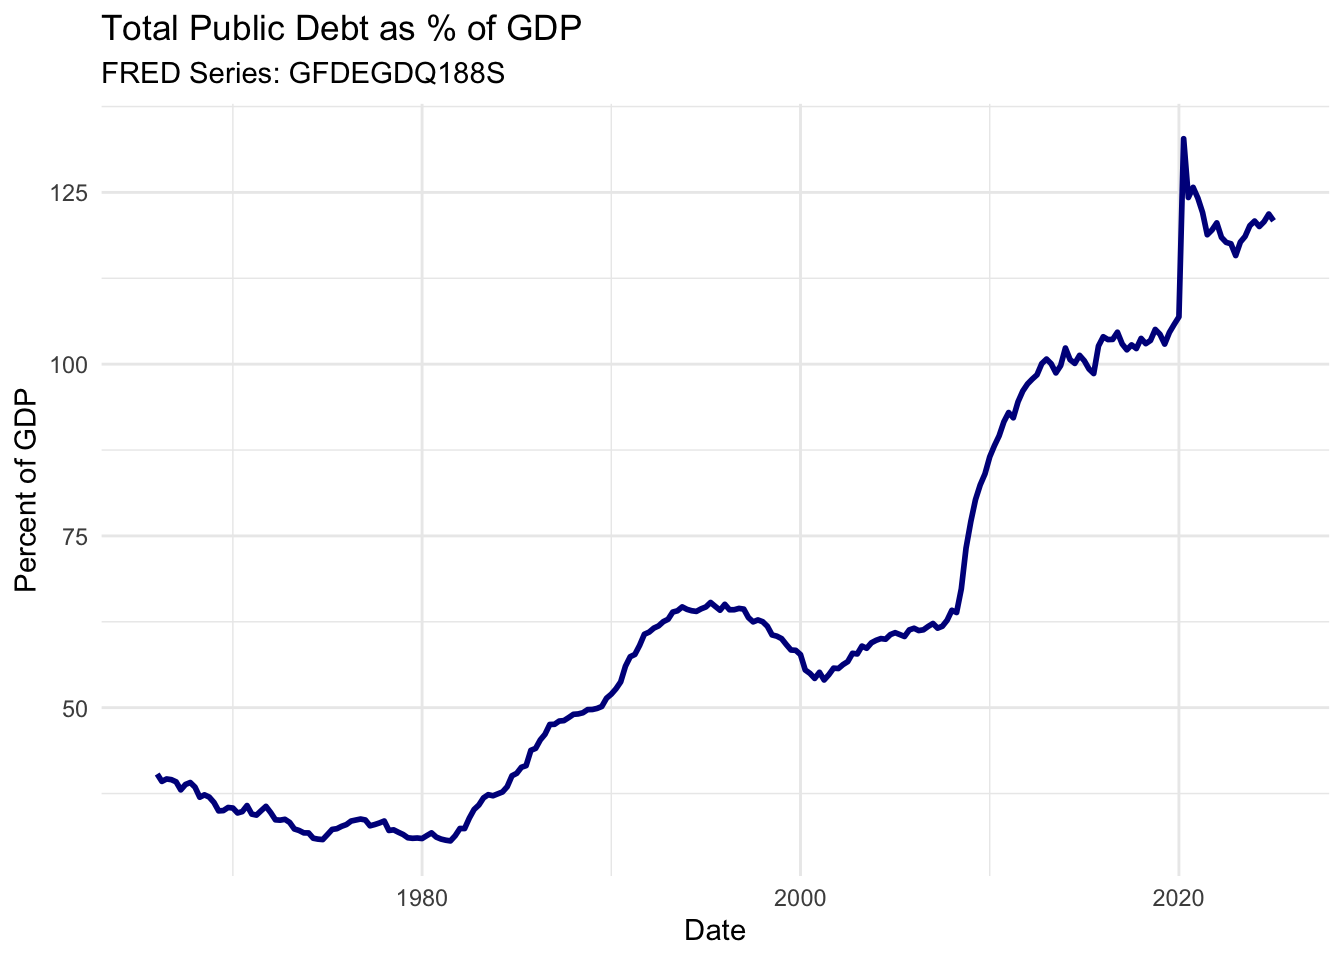 Total Public Debt as % of GDP
FRED Series: GFDEGDQ188S
Percent of GDP
125
100
75
50
1980
2000
2020
Date